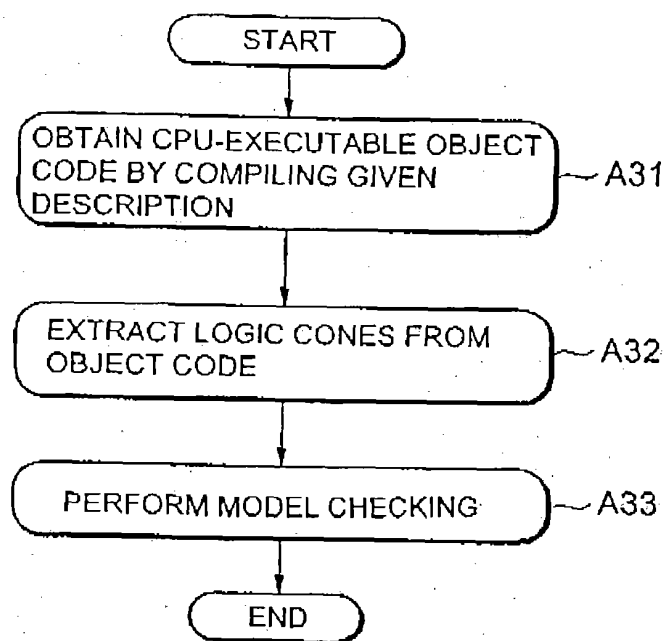 START
OBTAIN CPU-EXECUTABLE OBJECT
CODE BY COMPILING GIVEN
DESCRIPTION
A31
EXTRACT LOGIC CONES FROM
OBJECT CODE
A32
PERFORM MODEL CHECKING
A33
END